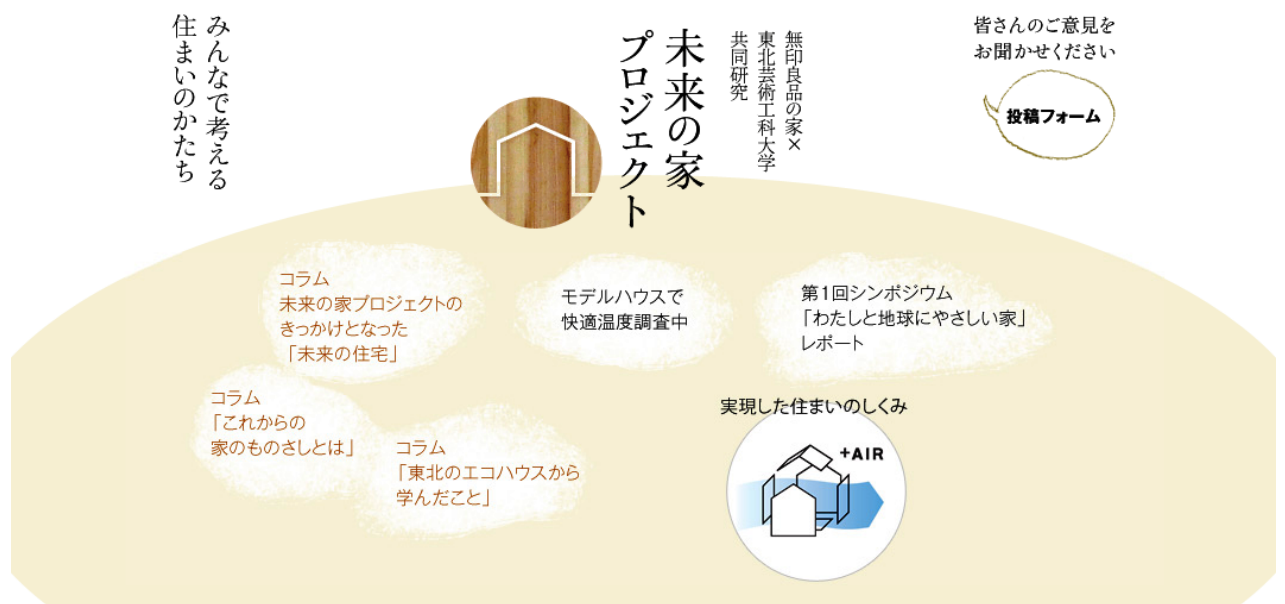 みんなで考える
住まいのかたち
未来の家
プロジェクト
無印良品の家×
東北芸術工科大学
共同研究
皆さんのご意見を
お聞かせください
投稿フォーム
コラム
未来の家プロジェクトの
きっかけとなった
「未来の住宅」
モデルハウスで
快適温度調査中
第1回シンポジウム
「わたしと地球にやさしい家」
レポート
コラム
「これからの
家のものさしとは」
コラム
「東北のエコハウスから
学んだこと」
実現した住まいのしくみ
+AIR